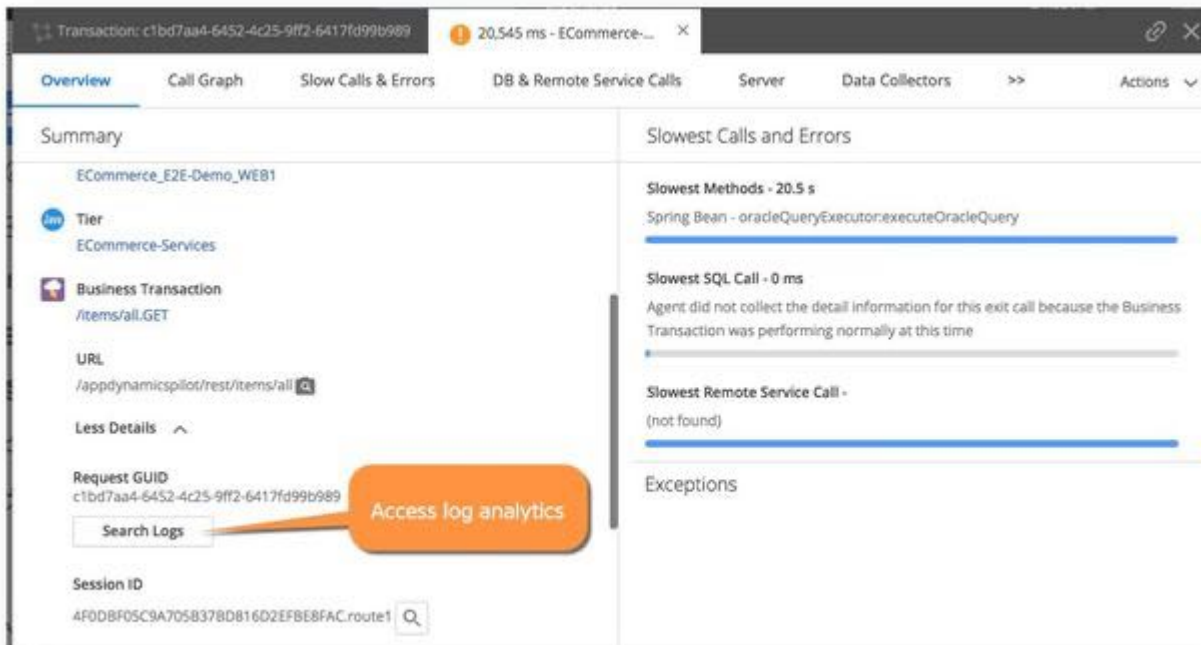 Transaction: c1bd7aa4-6452-4c25-9ff2-6417fd99b989
20,545 ms - ECommerce-...
Overview
Call Graph
Slow Calls & Errors
DB & Remote Service Calls
Server
Data Collectors
>>
Actions
Summary
ECommerce_E2E-Demo_WEB1
Java
Tier
ECommerce-Services
Business Transaction
/items/all.GET
URL
/appdynamicspilot/rest/items/all
Less Details
Request GUID
c1bd7aa4-6452-4c25-9ff2-6417fd99b989
Search Logs
Access log analytics
Session ID
4F0DBF05C9A705B37BD816D2EFBE8FAC.route1
Slowest Calls and Errors
Slowest Methods - 20.5 s
Spring Bean - oracleQueryExecutor:executeOracleQuery
Slowest SQL Call - 0 ms
Agent did not collect the detail information for this exit call because the Business
Transaction was performing normally at this time
Slowest Remote Service Call -
(not found)
Exceptions